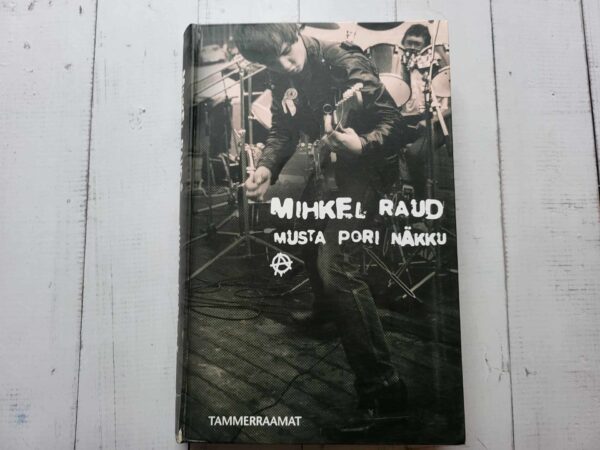 MIHKEL RAUD
MUSTA PORI NÄKKU
TAMMERRAAMAT